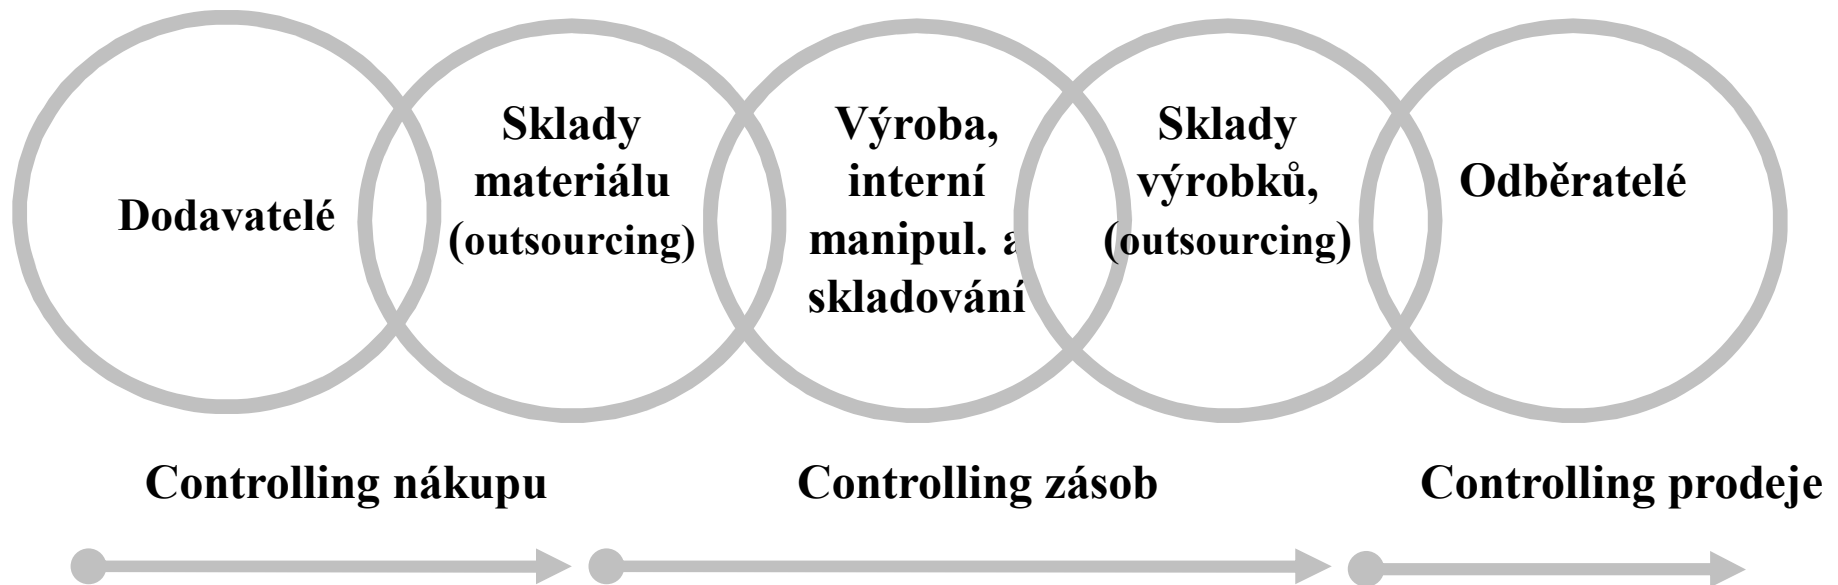 Dodavatelé
Sklady
materiálu
(outsourcing)
Výroba,
interní
manipul. a
skladování
Sklady
výrobků,
(outsourcing)
Odběratelé
Controlling nákupu
Controlling zásob
Controlling prodeje